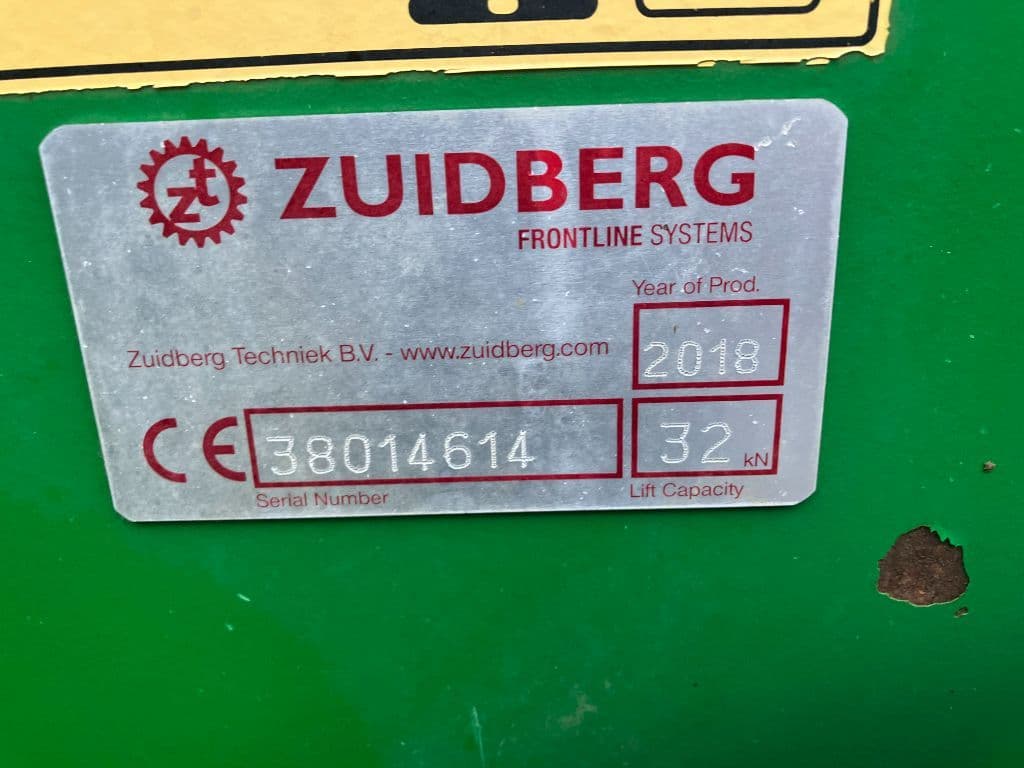 zt ZUIDBERG
FRONTLINE SYSTEMS
Year of Prod.
2018
Zuidberg Techniek B.V. - www.zuidberg.com
CE 38014614
32 kN
Serial Number
Lift Capacity